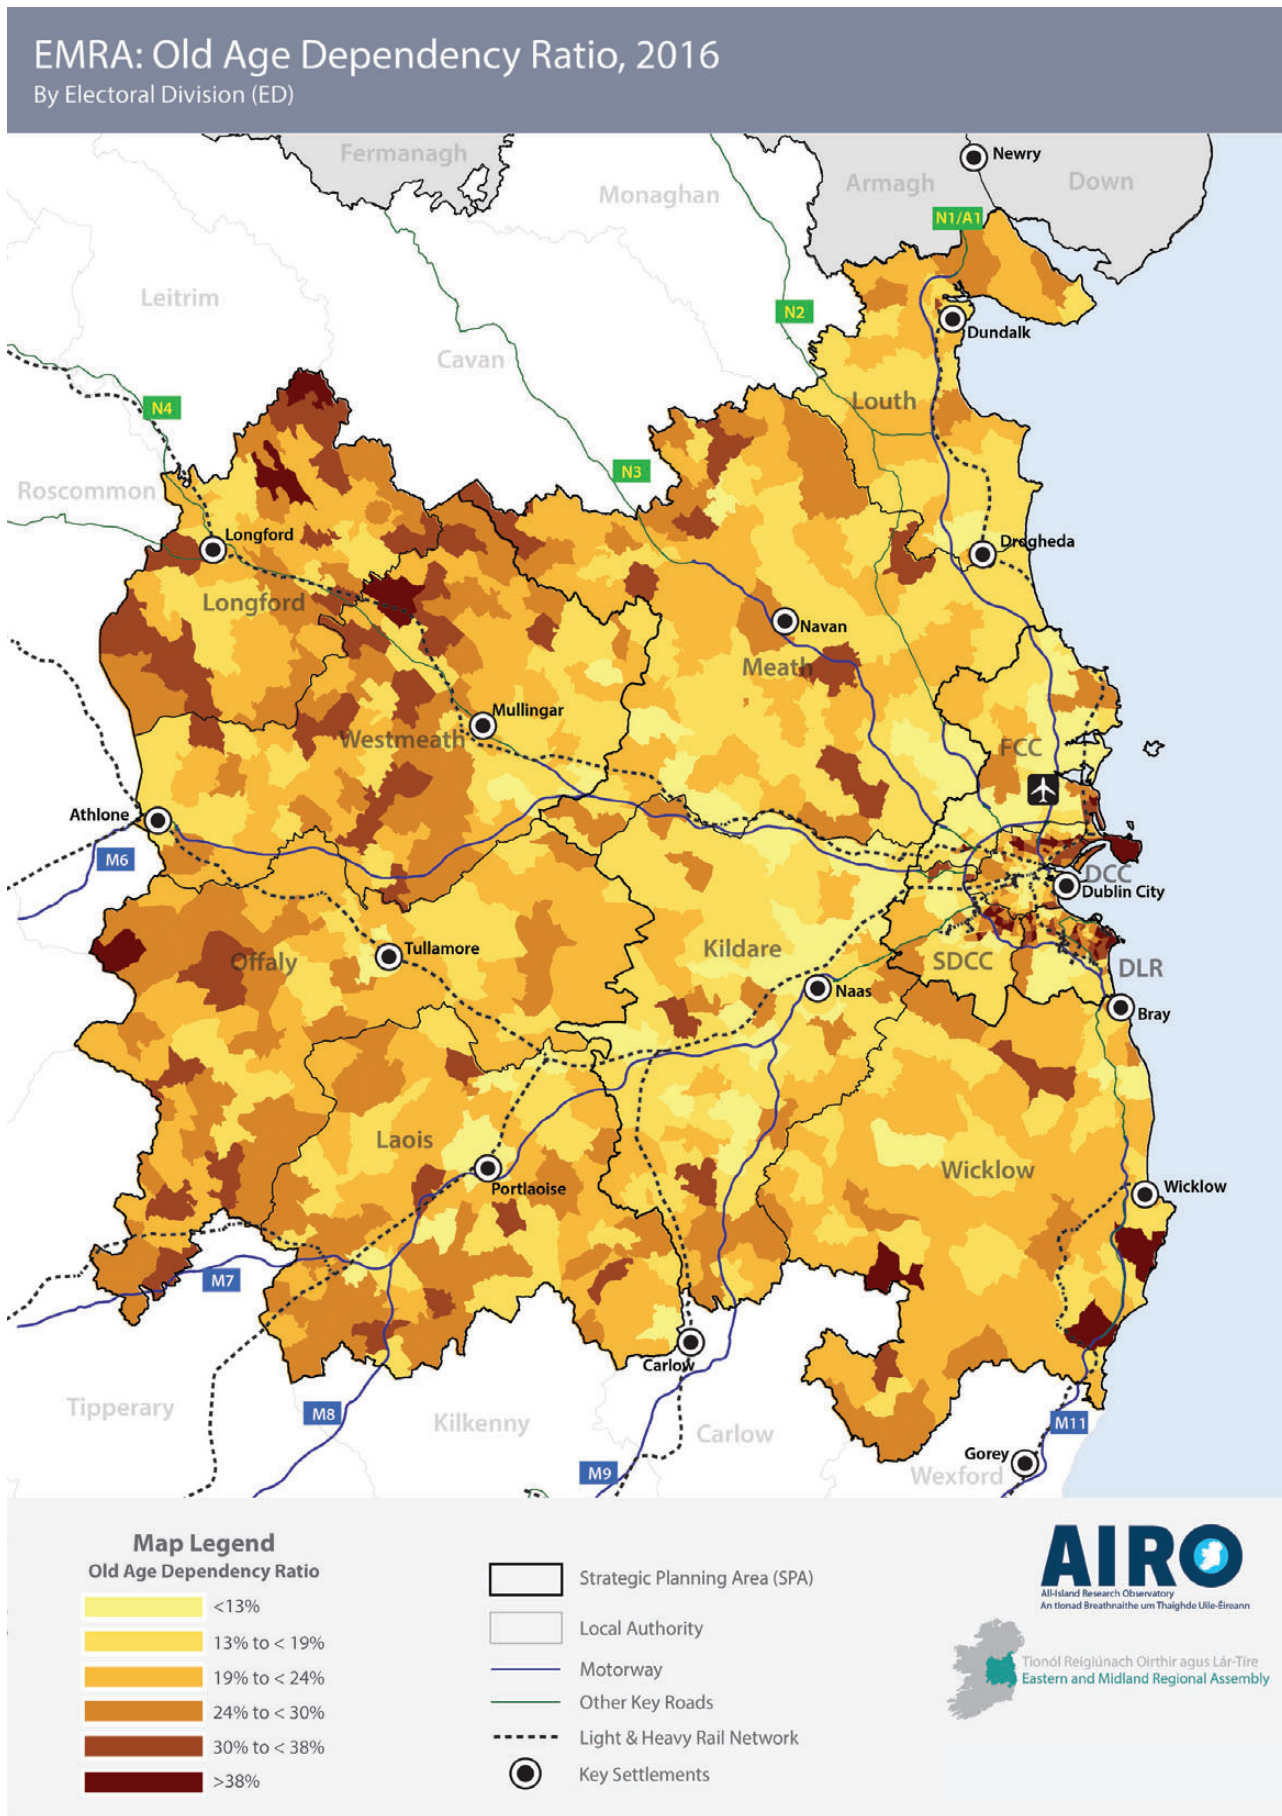 EMRA: Old Age Dependency Ratio, 2016
By Electoral Division (ED)
Fermanagh
Monaghan
Armagh
Newry
Down
N1/A1
Leitrim
N2
Dundalk
Cavan
N4
Louth
N3
Roscommon
Longford
Drogheda
Longford
Navan
Meath
Mullingar
Westmeath
FCC
Athlone
M6
DCC
Dublin City
Tullamore
Offaly
Kildare
SDCC
DLR
Naas
Bray
Laois
Portlaoise
Wicklow
Wicklow
M7
Carlow
Tipperary
M8
Kilkenny
Carlow
M11
M9
Gorey
Wexford
Map Legend
Old Age Dependency Ratio
<13%
13% to < 19%
19% to < 24%
24% to < 30%
30% to < 38%
>38%
Strategic Planning Area (SPA)
Local Authority
Motorway
Other Key Roads
Light & Heavy Rail Network
Key Settlements
AIRO
All-Island Research Observatory
An tIonad Breathnaithe um Thaighde Uile-Éireann
Tionól Reigiúnach Oirthir agus Lár-Tíre
Eastern and Midland Regional Assembly